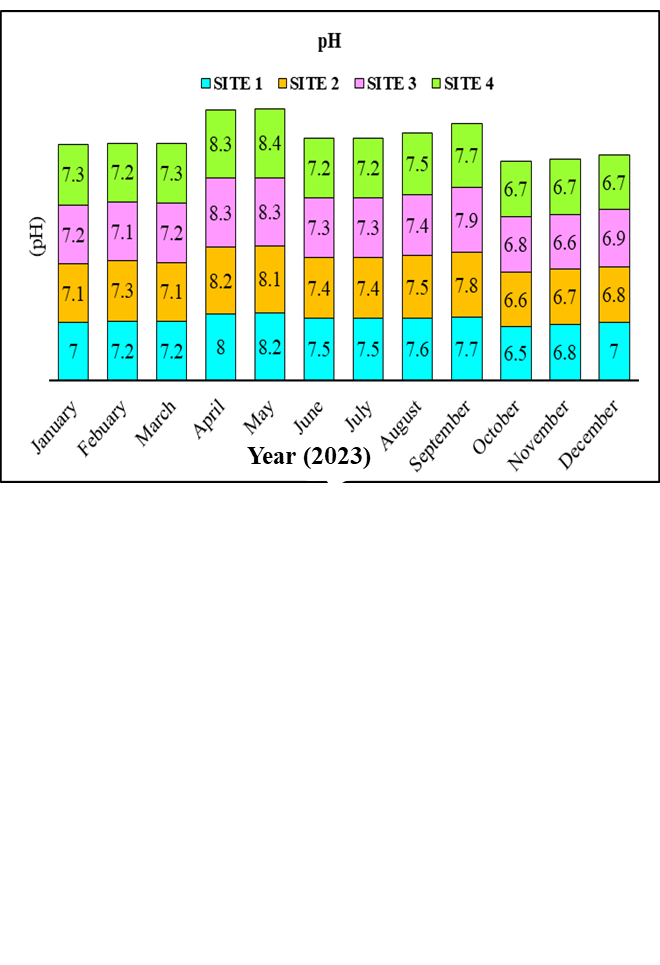 pH
SITE 1 SITE 2 SITE 3 SITE 4
(pH)
7.3 7.2 7.3 8.3 8.4 7.2 7.2 7.5 7.7 6.7 6.7 6.7
7.2 7.1 7.2 8.3 8.3 7.3 7.3 7.4 7.9 6.8 6.6 6.9
7.1 7.3 7.1 8.2 8.1 7.4 7.4 7.5 7.8 6.6 6.7 6.8
7 7.2 7.2 8 8.2 7.5 7.5 7.6 7.7 6.5 6.8 7
January Febuary March April May June July August September October November December
Year (2023)